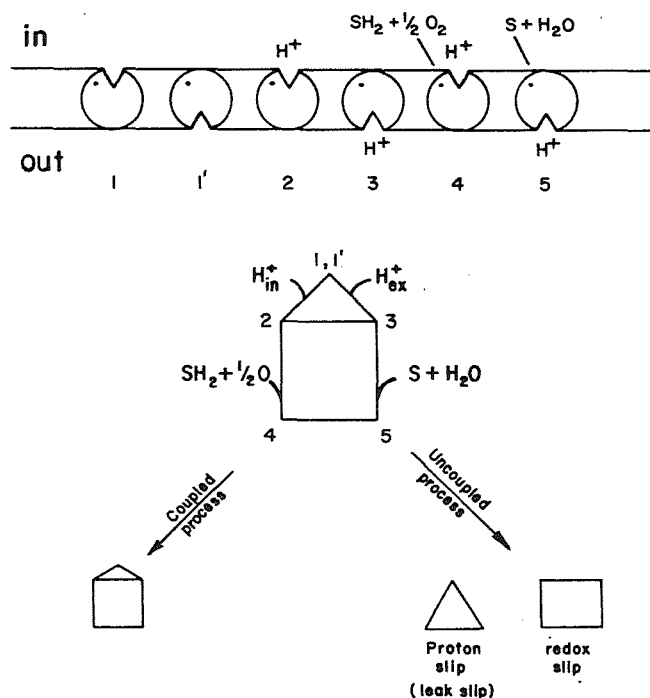 in
out
H⁺
H⁺
SH₂ + ½ O₂
H⁺
S + H₂O
H⁺
1
1'
2
3
4
5
1, 1'
H⁺in
H⁺ex
2
3
SH₂ + ½O
S + H₂O
4
5
Coupled process
Uncoupled process
Proton
slip
(leak slip)
redox
slip